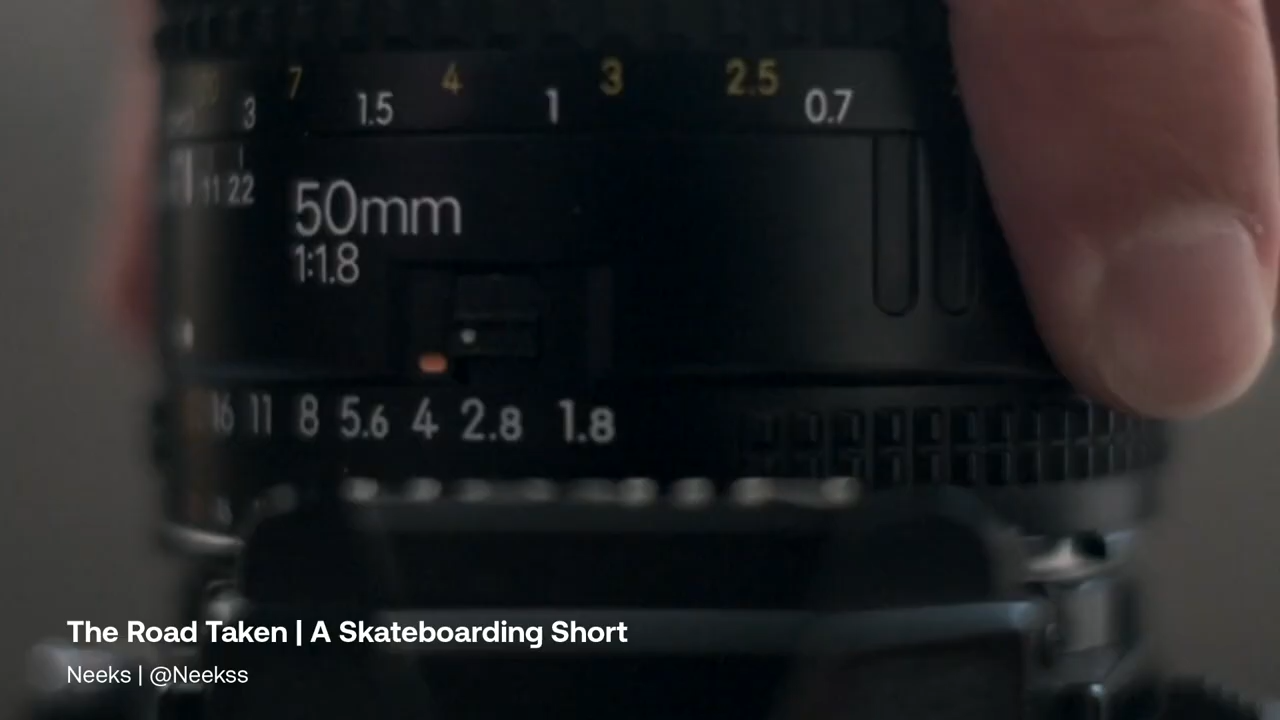 7 4 3 2.5
3 1.5 1 0.7
11 22
50mm
1:1.8
16 11 8 5.6 4 2.8 1.8
The Road Taken | A Skateboarding Short
Neeks | @Neekss